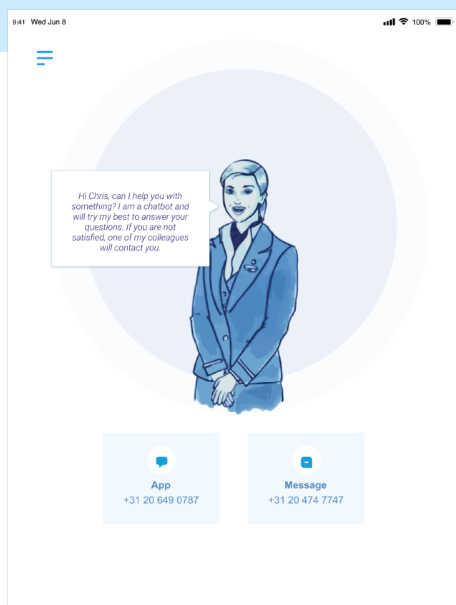 9:41 Wed Jun 8
100%
Hi Chris, can I help you with
something? I am a chatbot and
will try my best to answer your
questions. If you are not
satisfied, one of my colleagues
will contact you.
App
+31 20 649 0787
Message
+31 20 474 7747